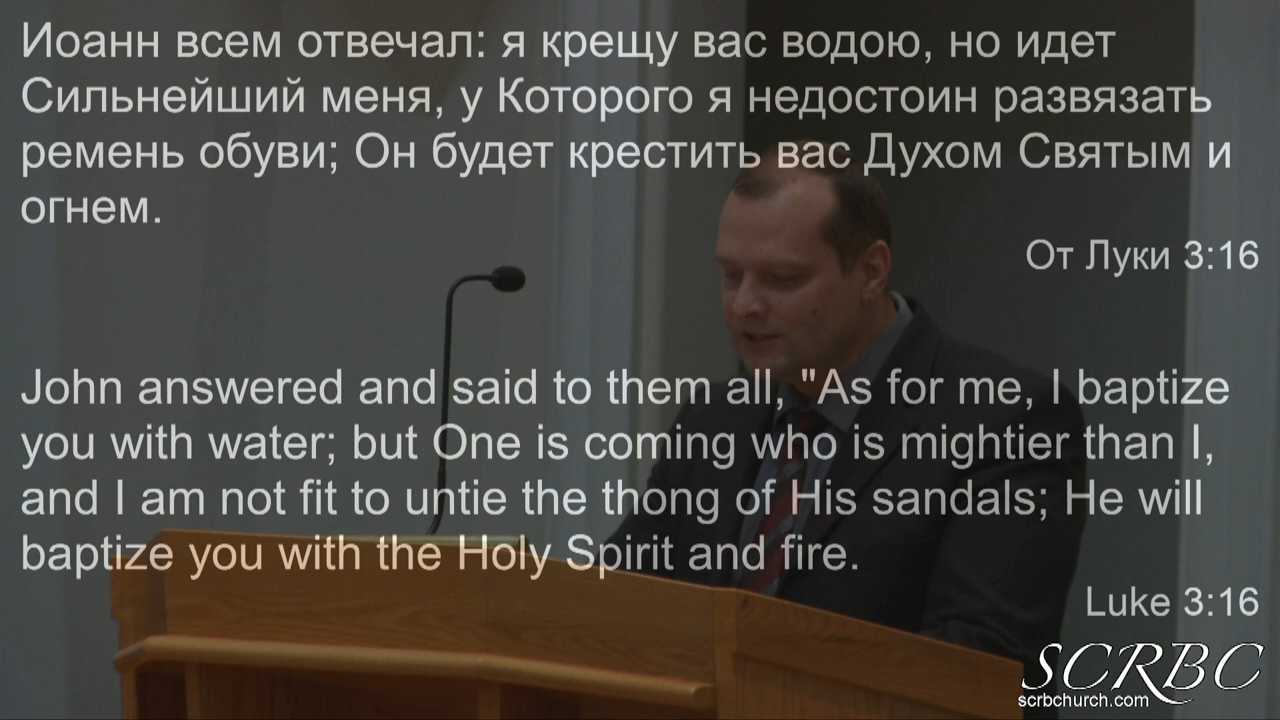 Иоанн всем отвечал: я крещу вас водою, но идет
Сильнейший меня, у Которого я недостоин развязать
ремень обуви; Он будет крестить вас Духом Святым и
огнем.
От Луки 3:16
John answered and said to them all, "As for me, I baptize
you with water; but One is coming who is mightier than I,
and I am not fit to untie the thong of His sandals; He will
baptize you with the Holy Spirit and fire.
Luke 3:16
SCRBC
scrbchurch.com